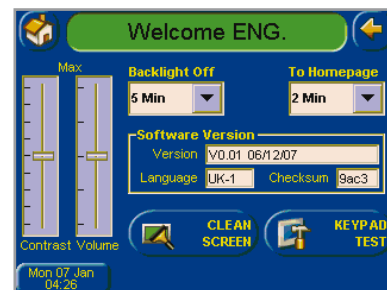 Welcome ENG.
Max
Backlight Off
To Homepage
5 Min
2 Min
Software Version
Version V0.01 06/12/07
Language UK-1 Checksum 9ac3
Contrast Volume
CLEAN
SCREEN
KEYPAD
TEST
Mon 07 Jan
04:26